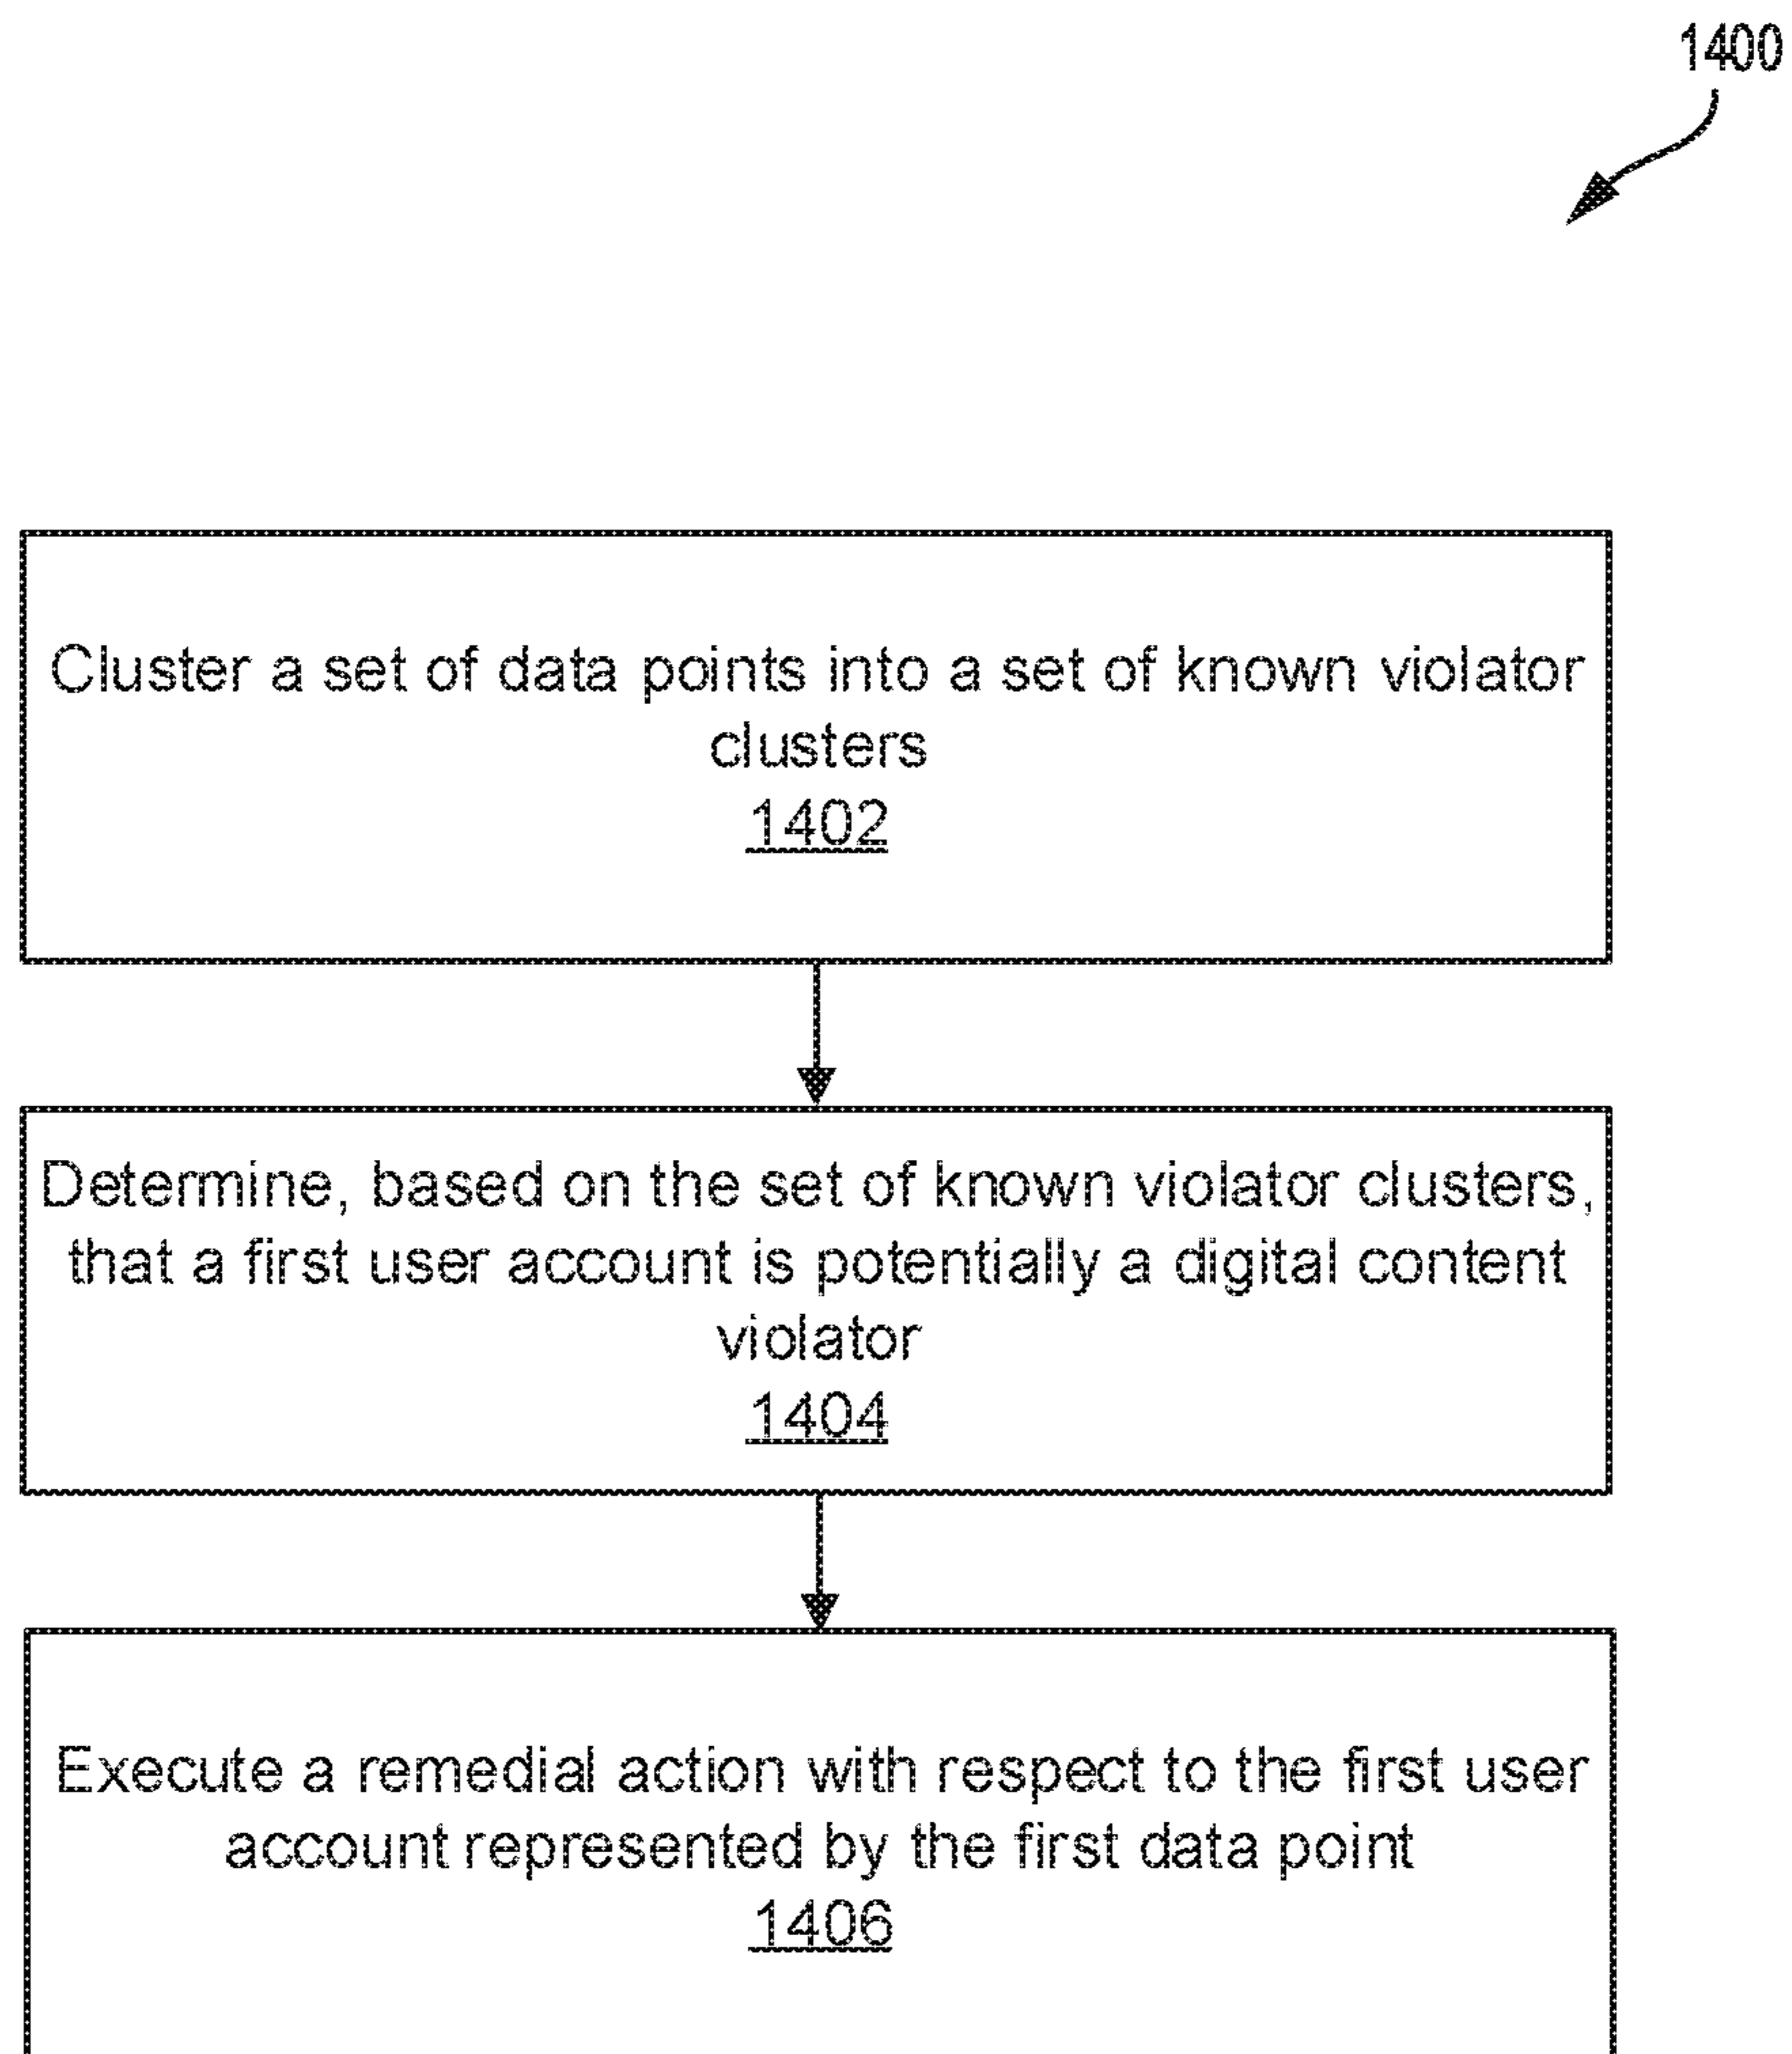 1400
Cluster a set of data points into a set of known violator
clusters
1402
Determine, based on the set of known violator clusters,
that a first user account is potentially a digital content
violator
1404
Execute a remedial action with respect to the first user
account represented by the first data point
1406